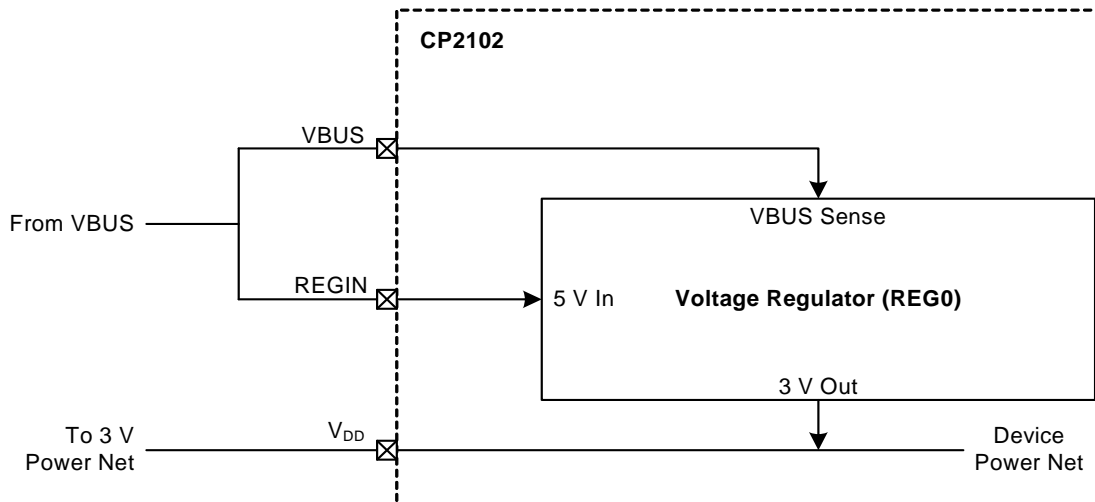 CP2102
VBUS
From VBUS
VBUS Sense
REGIN
5 V In
Voltage Regulator (REG0)
3 V Out
To 3 V
Power Net
VDD
Device
Power Net